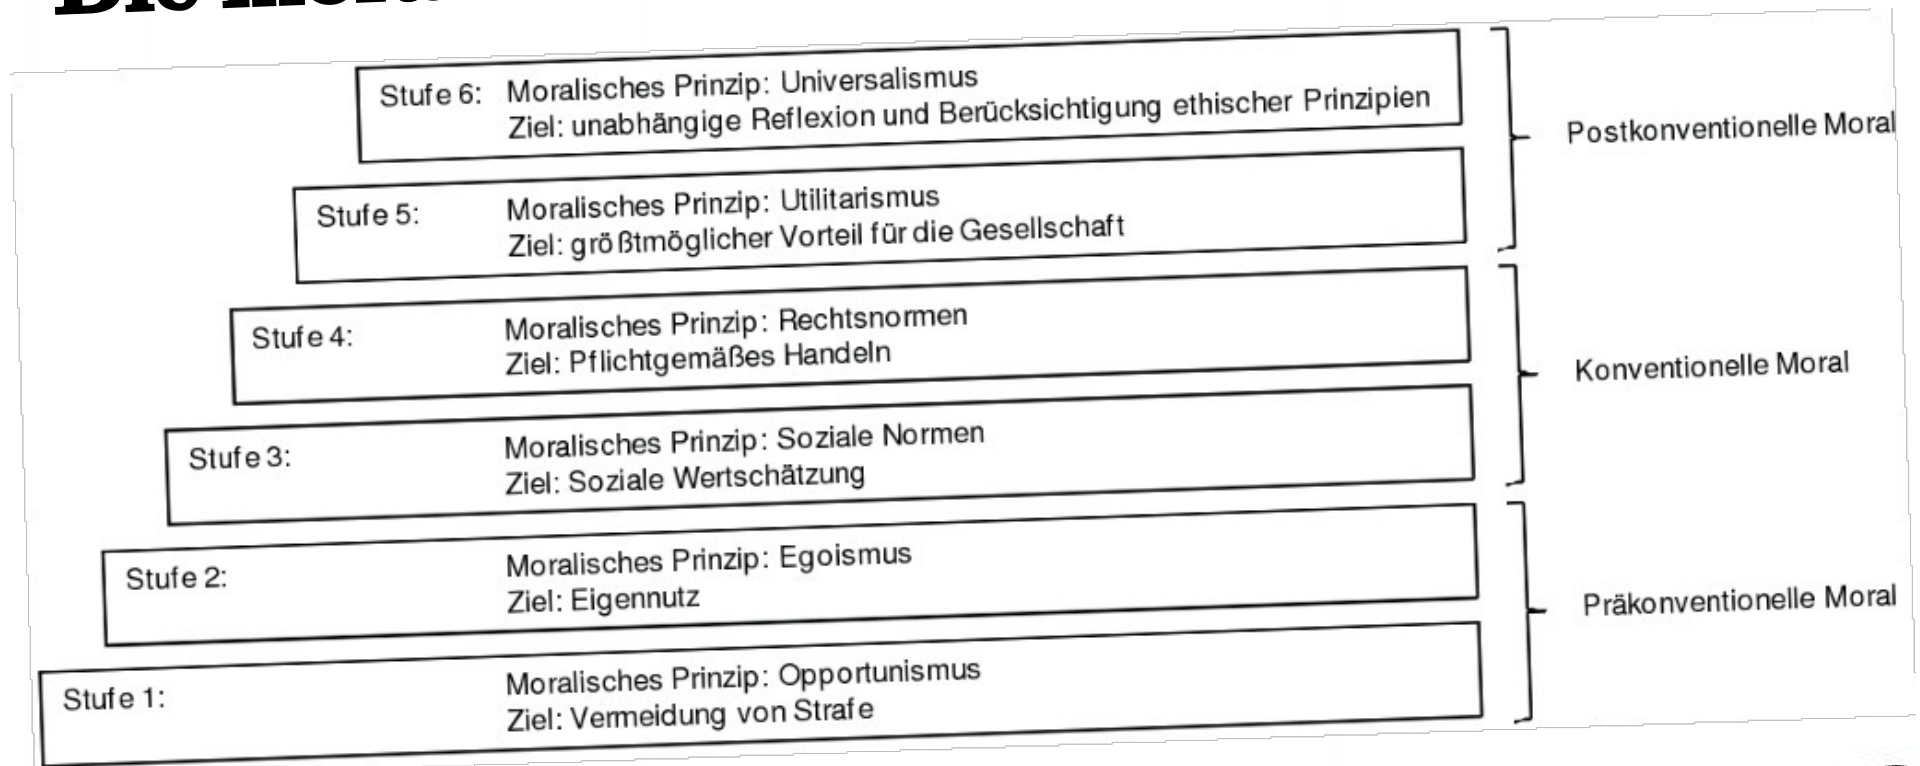 Die
Stufe 6: Moralisches Prinzip: Universalismus
Ziel: unabhängige Reflexion und Berücksichtigung ethischer Prinzipien
Postkonventionelle Moral
Stufe 5: Moralisches Prinzip: Utilitarismus
Ziel: größtmöglicher Vorteil für die Gesellschaft
Stufe 4: Moralisches Prinzip: Rechtsnormen
Ziel: Pflichtgemäßes Handeln
Konventionelle Moral
Stufe 3: Moralisches Prinzip: Soziale Normen
Ziel: Soziale Wertschätzung
Stufe 2: Moralisches Prinzip: Egoismus
Ziel: Eigennutz
Präkonventionelle Moral
Stufe 1: Moralisches Prinzip: Opportunismus
Ziel: Vermeidung von Strafe